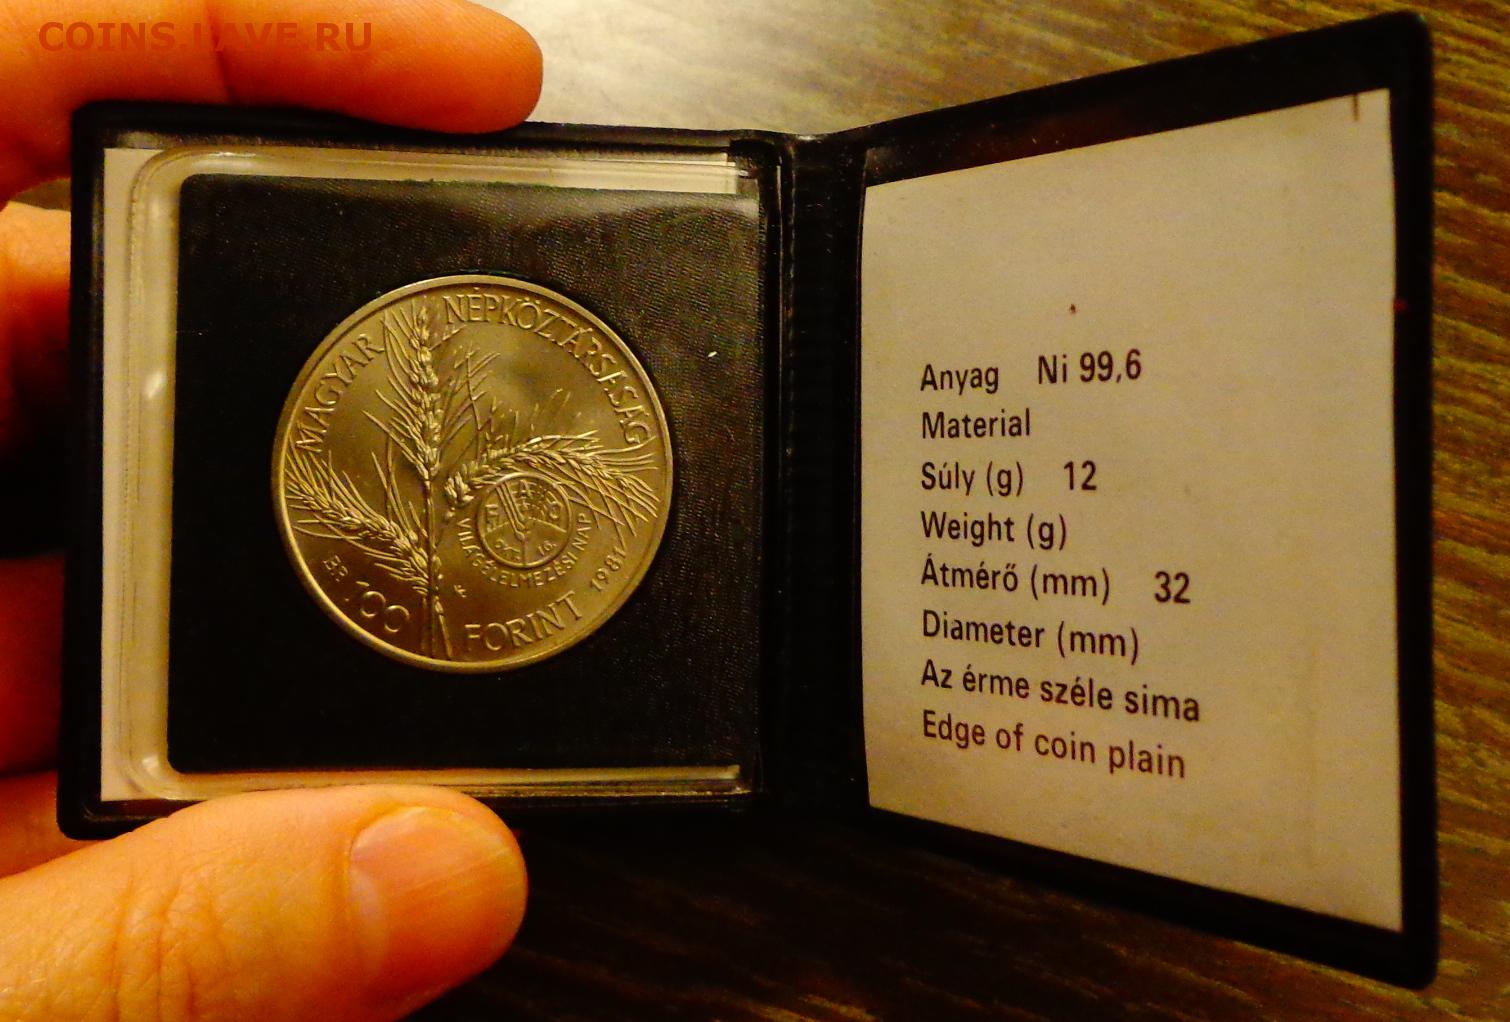 COINS.LAVE.RU
MAGYAR NÉPKÖZTÁRSASÁG
VILÁGÉLELMEZÉSI NAP
BP
100 FORINT
1981
Anyag Ni 99,6
Material
Súly (g) 12
Weight (g)
Átmérő (mm) 32
Diameter (mm)
Az érme széle sima
Edge of coin plain